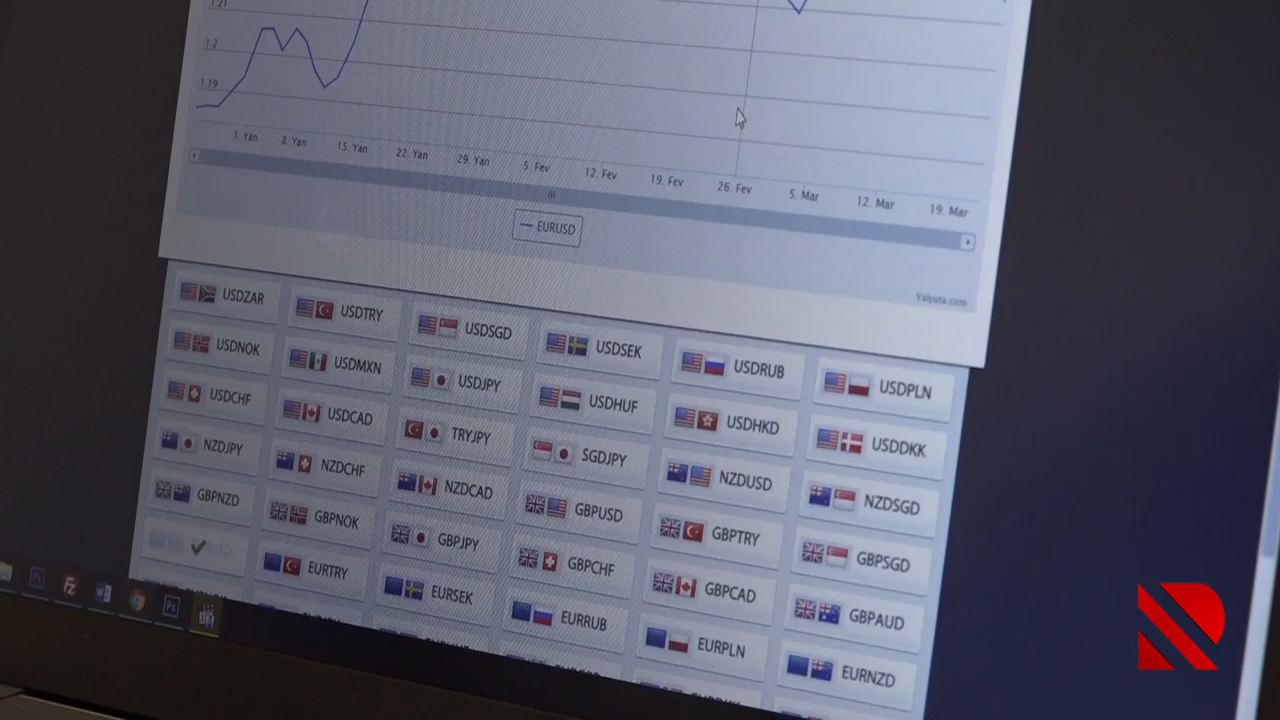 1.21
1.2
1.19
1. Yan 8. Yan 15. Yan 22. Yan 29. Yan 5. Fev 12. Fev 19. Fev 26. Fev 5. Mar 12. Mar 19. Mar
EURUSD
Valyuta.com
USDZAR USDTRY USDSGD USDSEK USDRUB USDPLN
USDNOK USDMXN USDJPY USDHUF USDHKD USDDKK
USDCHF USDCAD TRYJPY SGDJPY NZDUSD NZDSGD
NZDJPY NZDCHF NZDCAD GBPUSD GBPTRY GBPSGD
GBPNZD GBPNOK GBPJPY GBPCHF GBPCAD GBPAUD
EURTRY EURSEK EURRUB EURPLN EURNZD